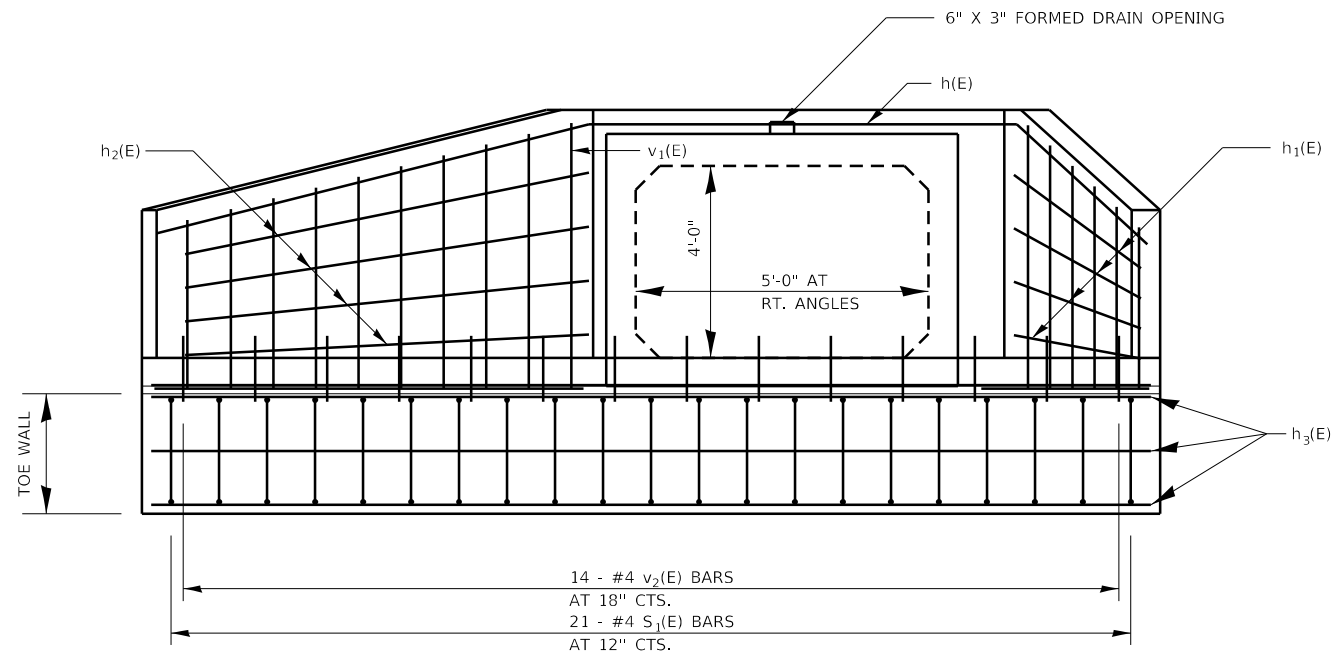 6" X 3" FORMED DRAIN OPENING
h(E)
h₂(E)
v₁(E)
h₁(E)
4'-0"
5'-0" AT
RT. ANGLES
TOE WALL
h₃(E)
14 - #4 v₂(E) BARS
AT 18" CTS.
21 - #4 S₁(E) BARS
AT 12" CTS.